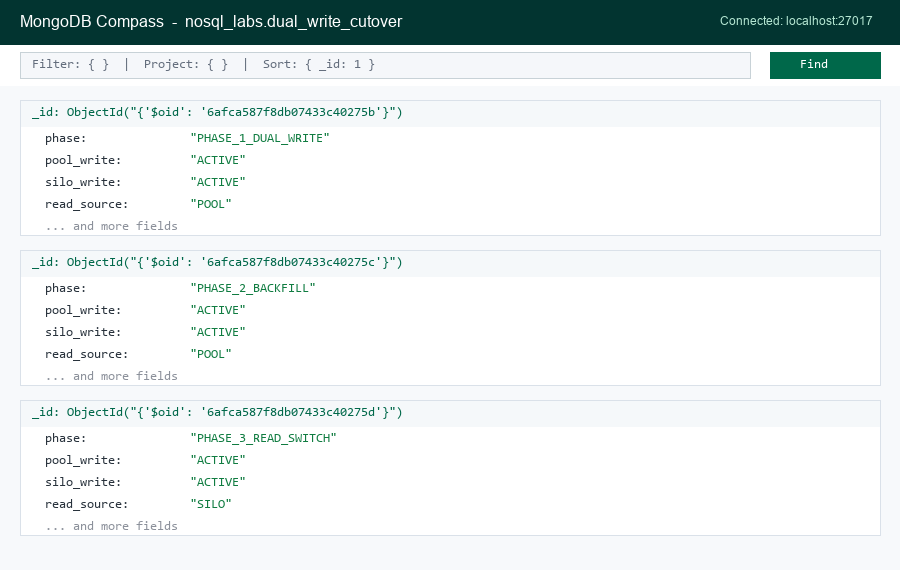 MongoDB Compass - nosql_labs.dual_write_cutover
Connected: localhost:27017
Filter: { } | Project: { } | Sort: { _id: 1 }
Find
_id: ObjectId("{'$oid': '6afca587f8db07433c40275b'}")
phase: "PHASE_1_DUAL_WRITE"
pool_write: "ACTIVE"
silo_write: "ACTIVE"
read_source: "POOL"
... and more fields
_id: ObjectId("{'$oid': '6afca587f8db07433c40275c'}")
phase: "PHASE_2_BACKFILL"
pool_write: "ACTIVE"
silo_write: "ACTIVE"
read_source: "POOL"
... and more fields
_id: ObjectId("{'$oid': '6afca587f8db07433c40275d'}")
phase: "PHASE_3_READ_SWITCH"
pool_write: "ACTIVE"
silo_write: "ACTIVE"
read_source: "SILO"
... and more fields